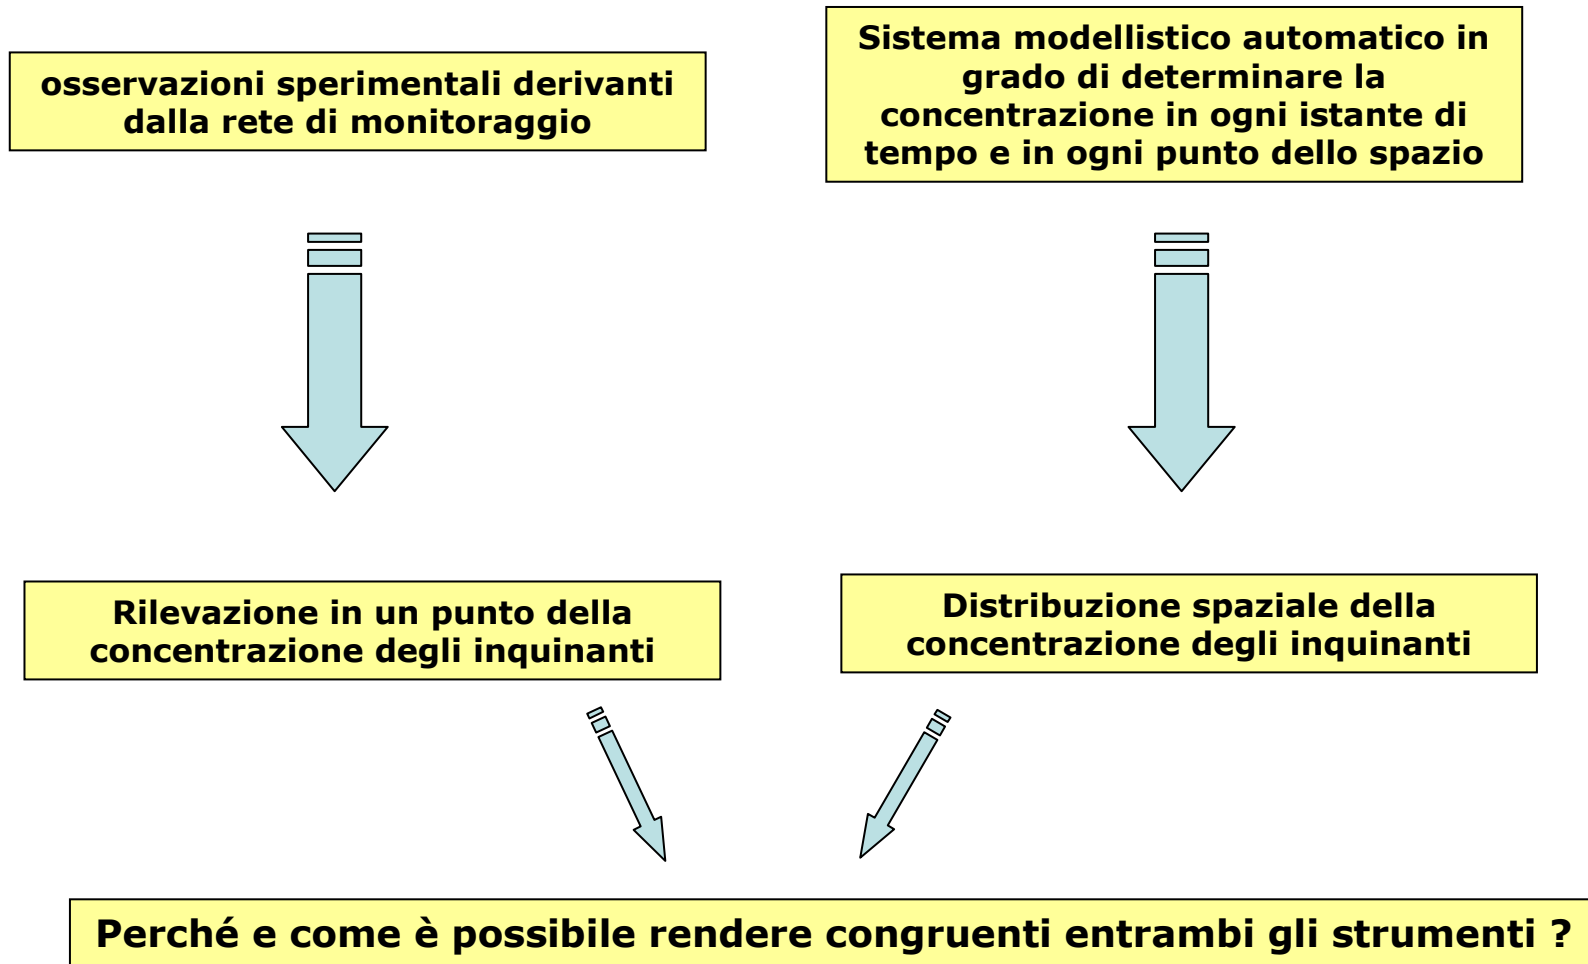 osservazioni sperimentali derivanti
dalla rete di monitoraggio
Sistema modellistico automatico in
grado di determinare la
concentrazione in ogni istante di
tempo e in ogni punto dello spazio
Rilevazione in un punto della
concentrazione degli inquinanti
Distribuzione spaziale della
concentrazione degli inquinanti
Perché e come è possibile rendere congruenti entrambi gli strumenti ?